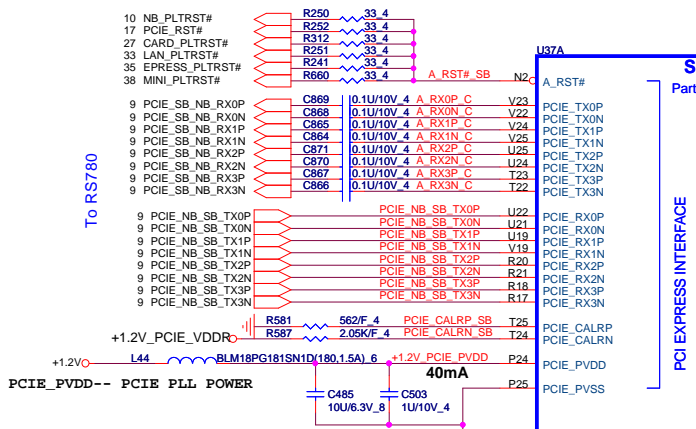 10 NB_PLTRST# R250 33_4
17 PCIE_RST# R252 33_4
27 CARD_PLTRST# R312 33_4
33 LAN_PLTRST# R251 33_4
35 EPRESS_PLTRST# R241 33_4
38 MINI_PLTRST# R660 33_4 A_RST#_SB N2 A_RST#
U37A
S
Part
9 PCIE_SB_NB_RX0P C869 0.1U/10V_4 A_RX0P_C V23 PCIE_TX0P
9 PCIE_SB_NB_RX0N C868 0.1U/10V_4 A_RX0N_C V22 PCIE_TX0N
9 PCIE_SB_NB_RX1P C865 0.1U/10V_4 A_RX1P_C V24 PCIE_TX1P
9 PCIE_SB_NB_RX1N C864 0.1U/10V_4 A_RX1N_C V25 PCIE_TX1N
9 PCIE_SB_NB_RX2P C871 0.1U/10V_4 A_RX2P_C U25 PCIE_TX2P
9 PCIE_SB_NB_RX2N C870 0.1U/10V_4 A_RX2N_C U24 PCIE_TX2N
9 PCIE_SB_NB_RX3P C867 0.1U/10V_4 A_RX3P_C T23 PCIE_TX3P
9 PCIE_SB_NB_RX3N C866 0.1U/10V_4 A_RX3N_C T22 PCIE_TX3N
To RS780
9 PCIE_NB_SB_TX0P PCIE_NB_SB_TX0P U22 PCIE_RX0P
9 PCIE_NB_SB_TX0N PCIE_NB_SB_TX0N U21 PCIE_RX0N
9 PCIE_NB_SB_TX1P PCIE_NB_SB_TX1P U19 PCIE_RX1P
9 PCIE_NB_SB_TX1N PCIE_NB_SB_TX1N V19 PCIE_RX1N
9 PCIE_NB_SB_TX2P PCIE_NB_SB_TX2P R20 PCIE_RX2P
9 PCIE_NB_SB_TX2N PCIE_NB_SB_TX2N R21 PCIE_RX2N
9 PCIE_NB_SB_TX3P PCIE_NB_SB_TX3P R18 PCIE_RX3P
9 PCIE_NB_SB_TX3N PCIE_NB_SB_TX3N R17 PCIE_RX3N
PCI EXPRESS INTERFACE
R581 562/F_4 PCIE_CALRP_SB T25 PCIE_CALRP
+1.2V_PCIE_VDDR R587 2.05K/F_4 PCIE_CALRN_SB T24 PCIE_CALRN
+1.2V L44 BLM18PG181SN1D(180,1.5A)_6 +1.2V_PCIE_PVDD P24 PCIE_PVDD
40mA
PCIE_PVDD-- PCIE PLL POWER
P25 PCIE_PVSS
C485 C503
10U/6.3V_8 1U/10V_4